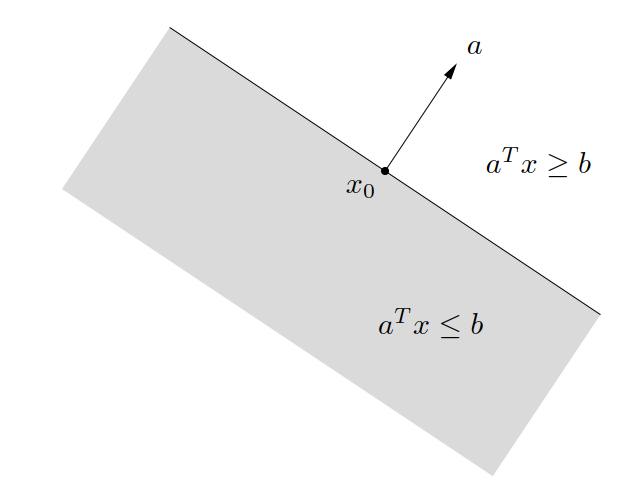 a
a^T x ≥ b
x_0
a^T x ≤ b